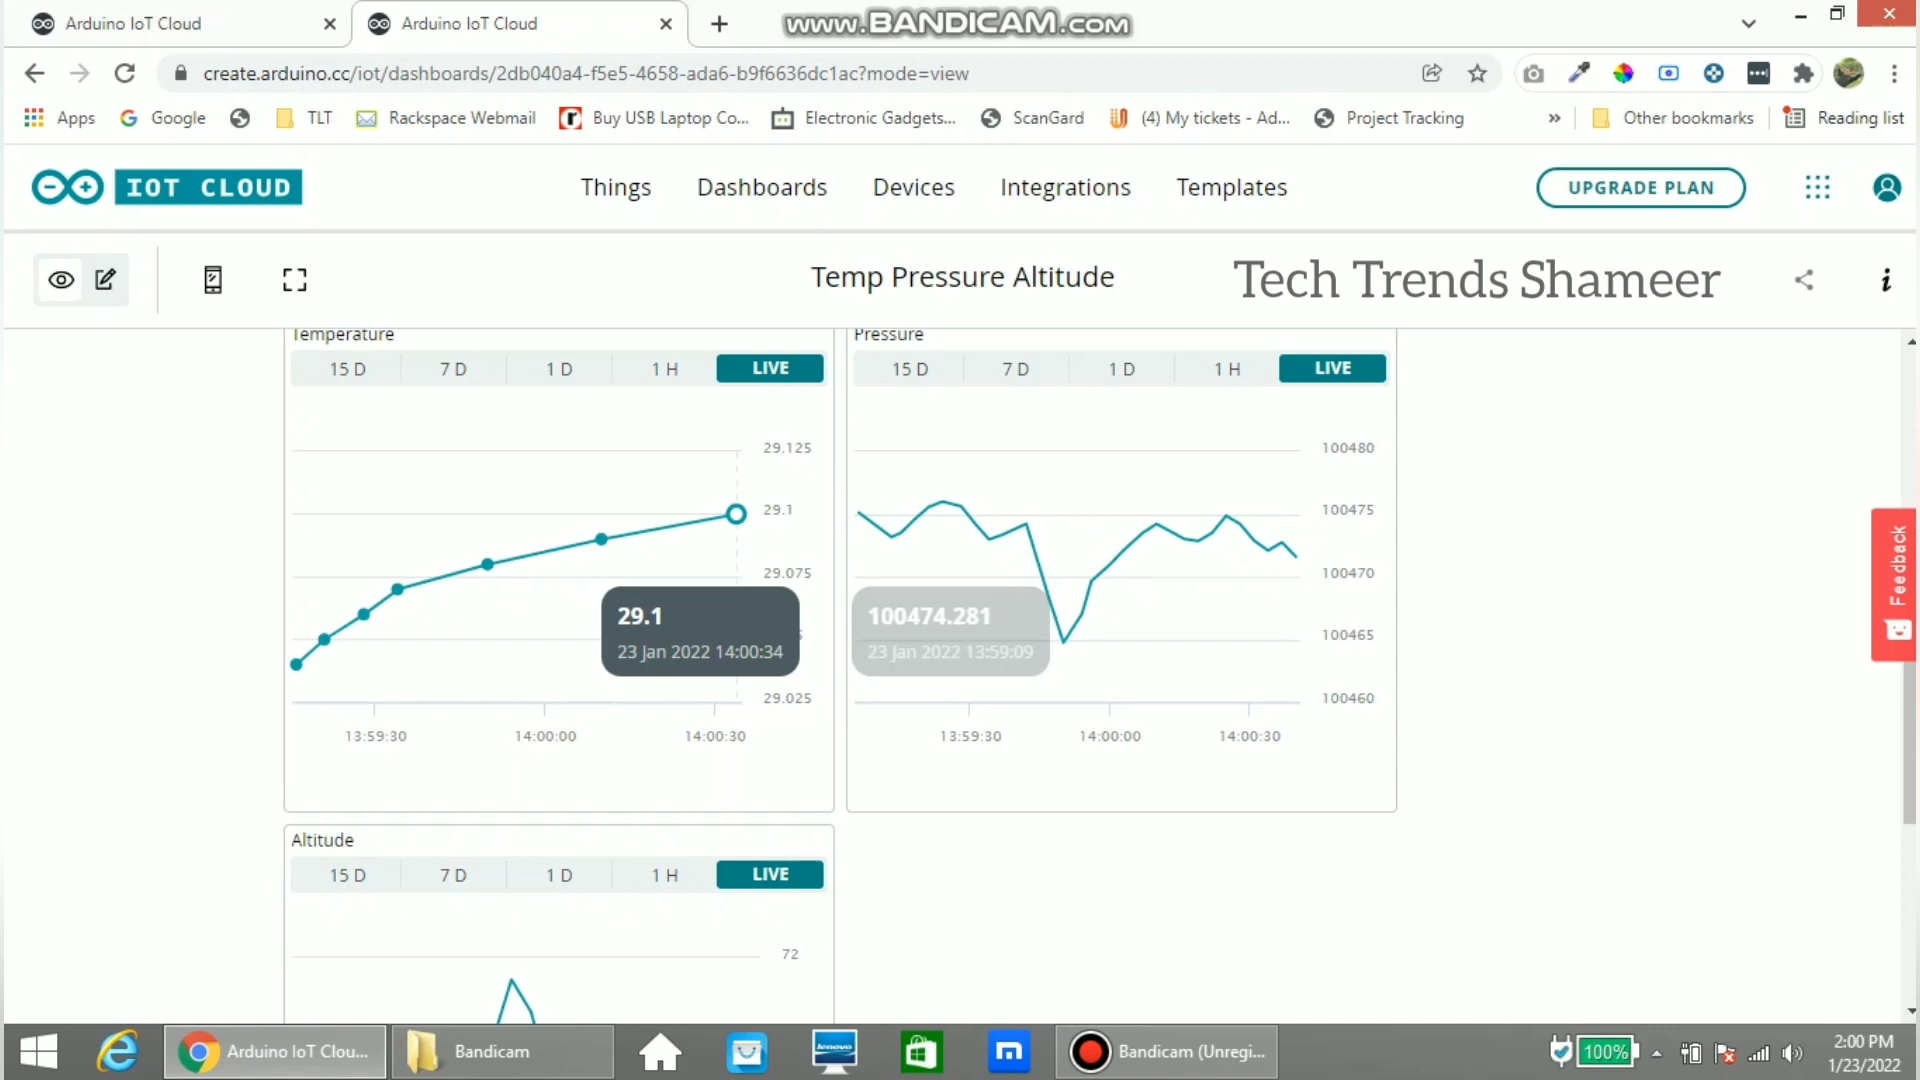 Arduino IoT Cloud
Arduino IoT Cloud
www.BANDICAM.com
create.arduino.cc/iot/dashboards/2db040a4-f5e5-4658-ada6-b9f6636dc1ac?mode=view
Apps
Google
TLT
Rackspace Webmail
Buy USB Laptop Co...
Electronic Gadgets...
ScanGard
(4) My tickets - Ad...
Project Tracking
Other bookmarks
Reading list
IOT CLOUD
Things
Dashboards
Devices
Integrations
Templates
UPGRADE PLAN
Temp Pressure Altitude
Tech Trends Shameer
Temperature
15 D 7 D 1 D 1 H LIVE
29.125
29.1
29.075
29.025
29.1
23 Jan 2022 14:00:34
13:59:30 14:00:00 14:00:30
Pressure
15 D 7 D 1 D 1 H LIVE
100480
100475
100470
100465
100460
100474.281
23 Jan 2022 13:59:09
13:59:30 14:00:00 14:00:30
Feedback
Altitude
15 D 7 D 1 D 1 H LIVE
72
Arduino IoT Clou...
Bandicam
lenovo
Bandicam (Unregi...
100%
2:00 PM
1/23/2022